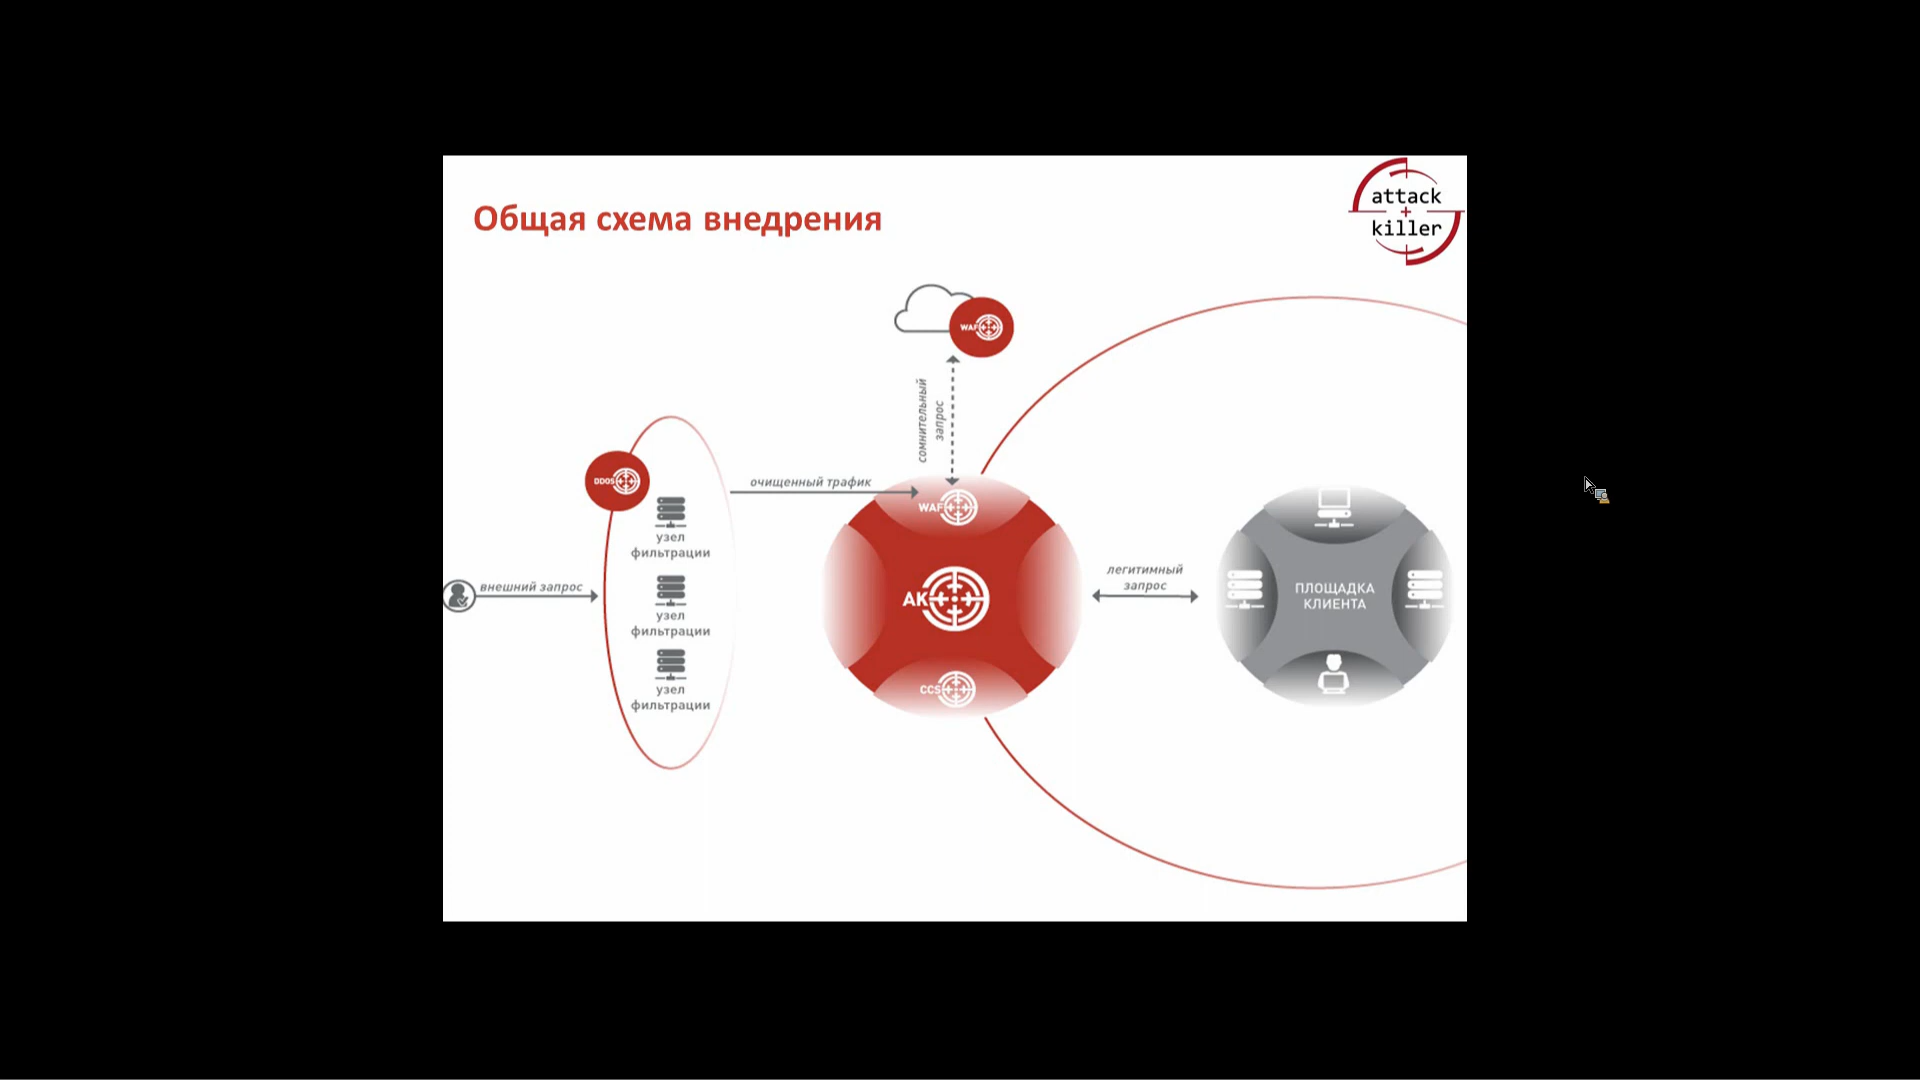 Общая схема внедрения
attack
killer
WAF
сомнительный
запрос
DDOS
очищенный трафик
WAF
узел
фильтрации
внешний запрос
узел
фильтрации
узел
фильтрации
АК
CCS
легитимный
запрос
ПЛОЩАДКА
КЛИЕНТА